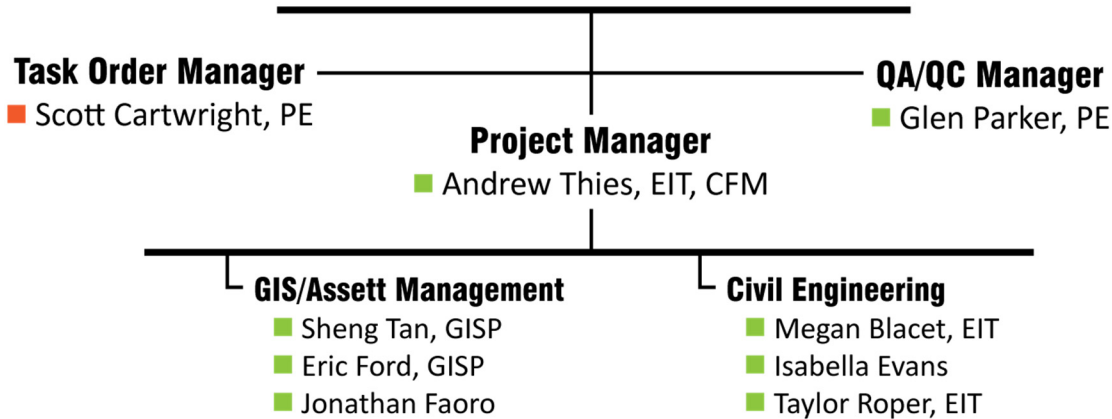 Task Order Manager
Scott Cartwright, PE
QA/QC Manager
Glen Parker, PE
Project Manager
Andrew Thies, EIT, CFM
GIS/Assett Management
Sheng Tan, GISP
Eric Ford, GISP
Jonathan Faoro
Civil Engineering
Megan Blacet, EIT
Isabella Evans
Taylor Roper, EIT